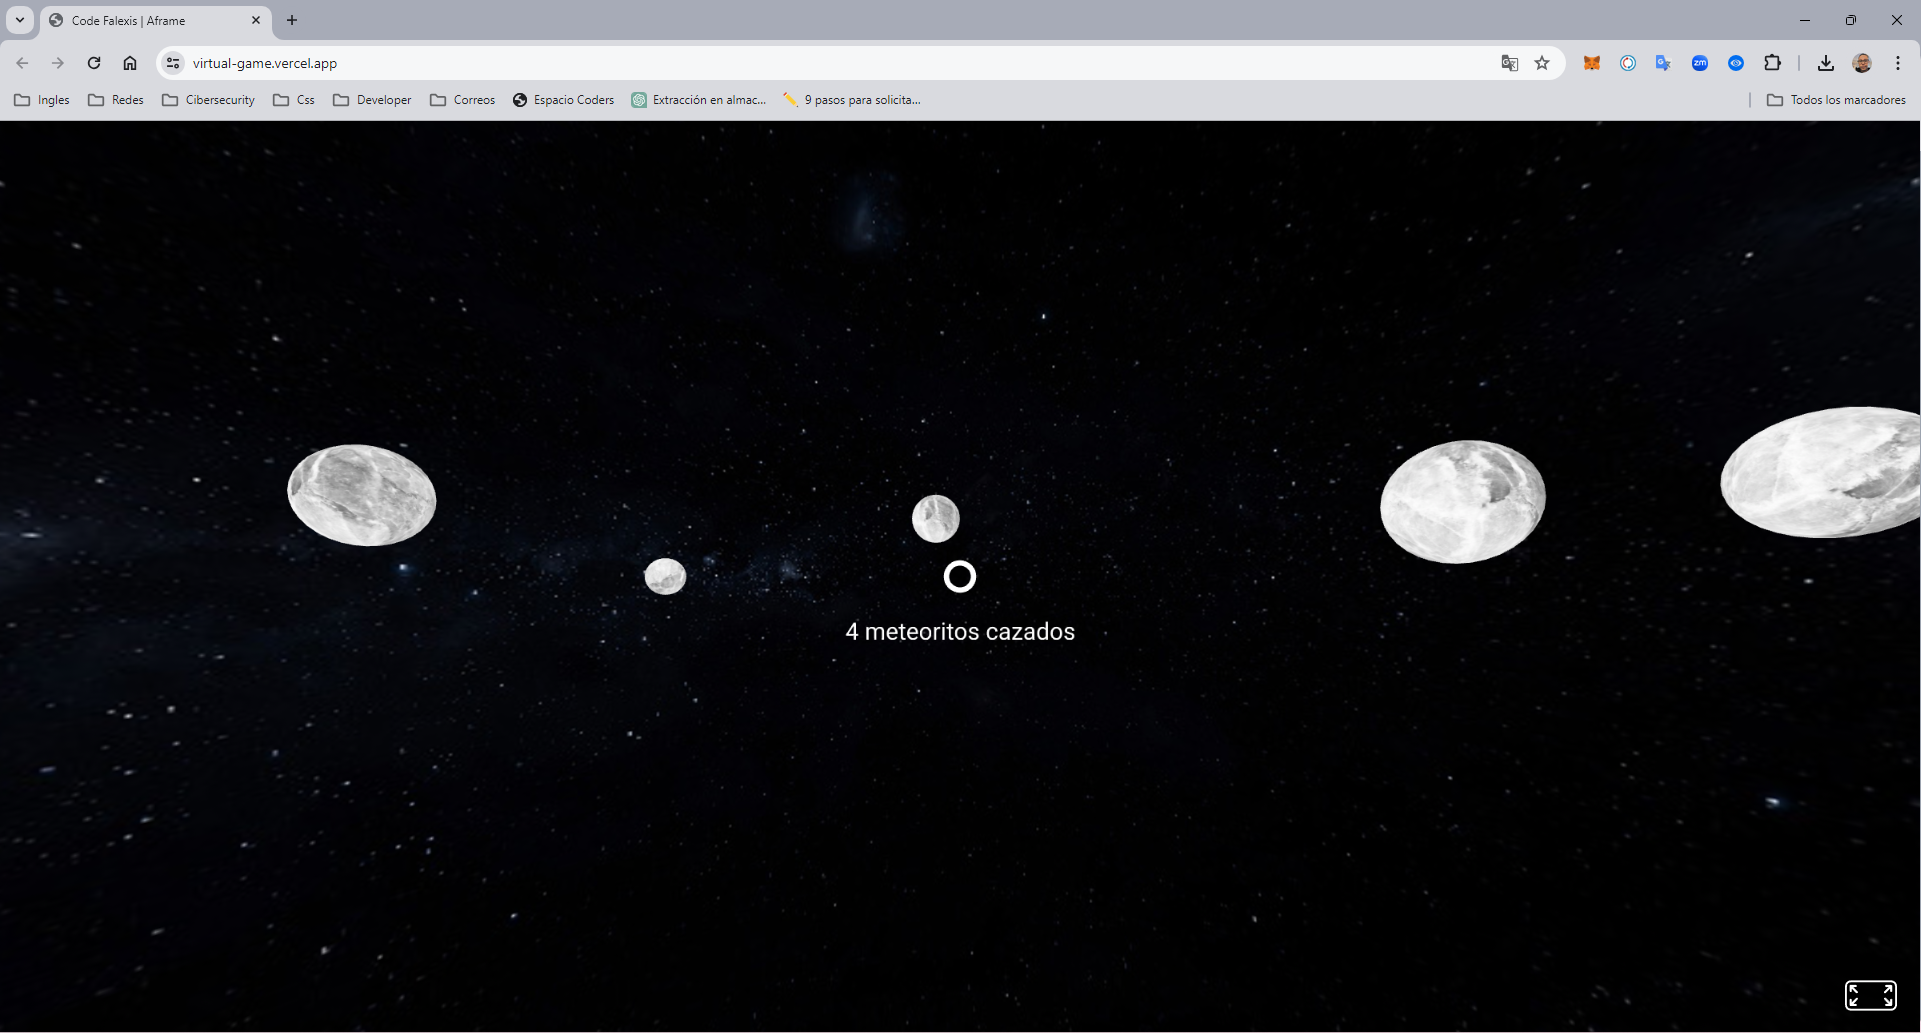 Code Falexis | Aframe
virtual-game.vercel.app
Ingles
Redes
Cibersecurity
Css
Developer
Correos
Espacio Coders
Extracción en almac...
9 pasos para solicita...
Todos los marcadores
4 meteoritos cazados